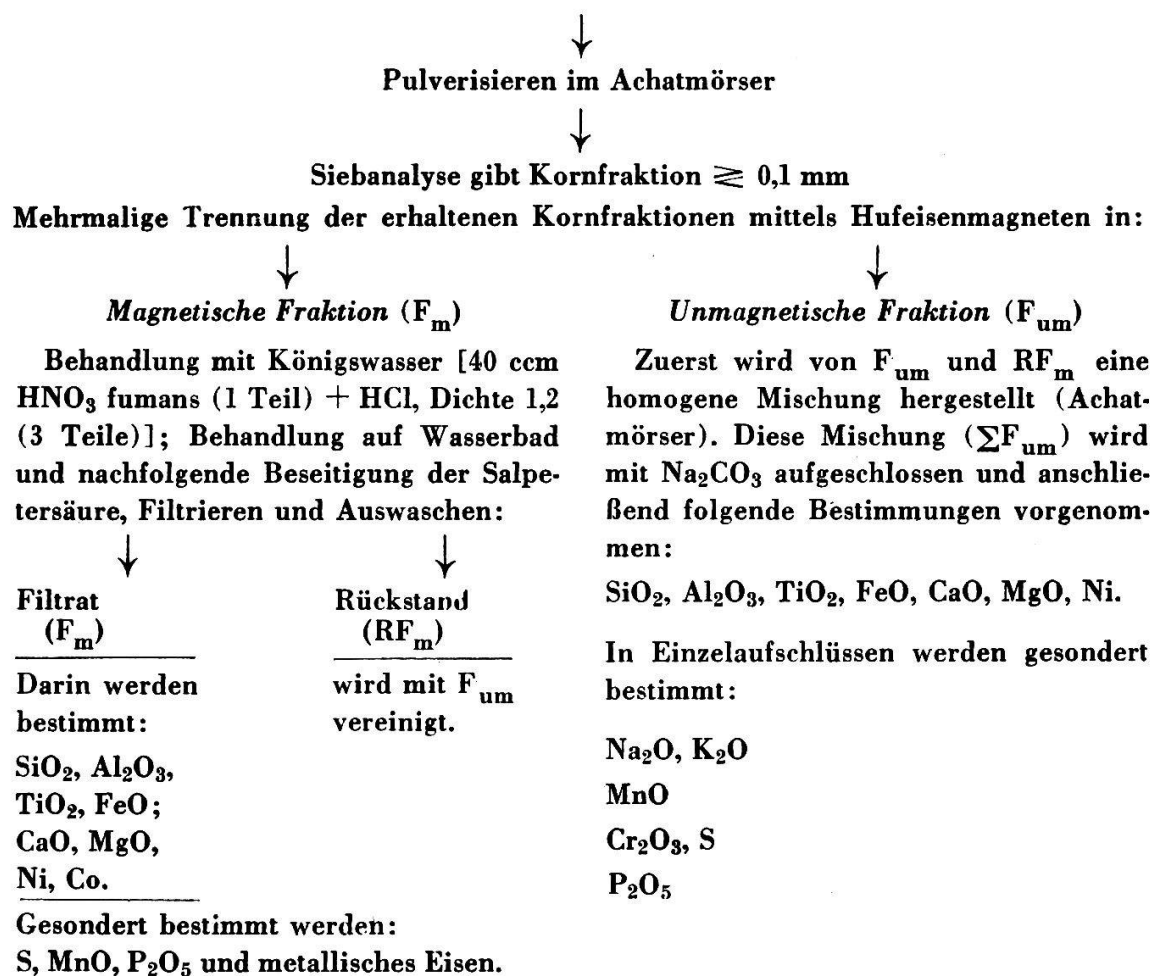 Pulverisieren im Achatmörser
Siebanalyse gibt Kornfraktion ≷ 0,1 mm
Mehrmalige Trennung der erhaltenen Kornfraktionen mittels Hufeisenmagneten in:
Magnetische Fraktion (Fm)
Behandlung mit Königswasser [40 ccm
HNO₃ fumans (1 Teil) + HCl, Dichte 1,2
(3 Teile)]; Behandlung auf Wasserbad
und nachfolgende Beseitigung der Salpe-
tersäure, Filtrieren und Auswaschen:
Filtrat
(Fm)
Darin werden
bestimmt:
SiO₂, Al₂O₃,
TiO₂, FeO;
CaO, MgO,
Ni, Co.
Rückstand
(RFm)
wird mit Fum
vereinigt.
Gesondert bestimmt werden:
S, MnO, P₂O₅ und metallisches Eisen.
Unmagnetische Fraktion (Fum)
Zuerst wird von Fum und RFm eine
homogene Mischung hergestellt (Achat-
mörser). Diese Mischung (∑Fum) wird
mit Na₂CO₃ aufgeschlossen und anschlie-
ßend folgende Bestimmungen vorgenom-
men:
SiO₂, Al₂O₃, TiO₂, FeO, CaO, MgO, Ni.
In Einzelaufschlüssen werden gesondert
bestimmt:
Na₂O, K₂O
MnO
Cr₂O₃, S
P₂O₅